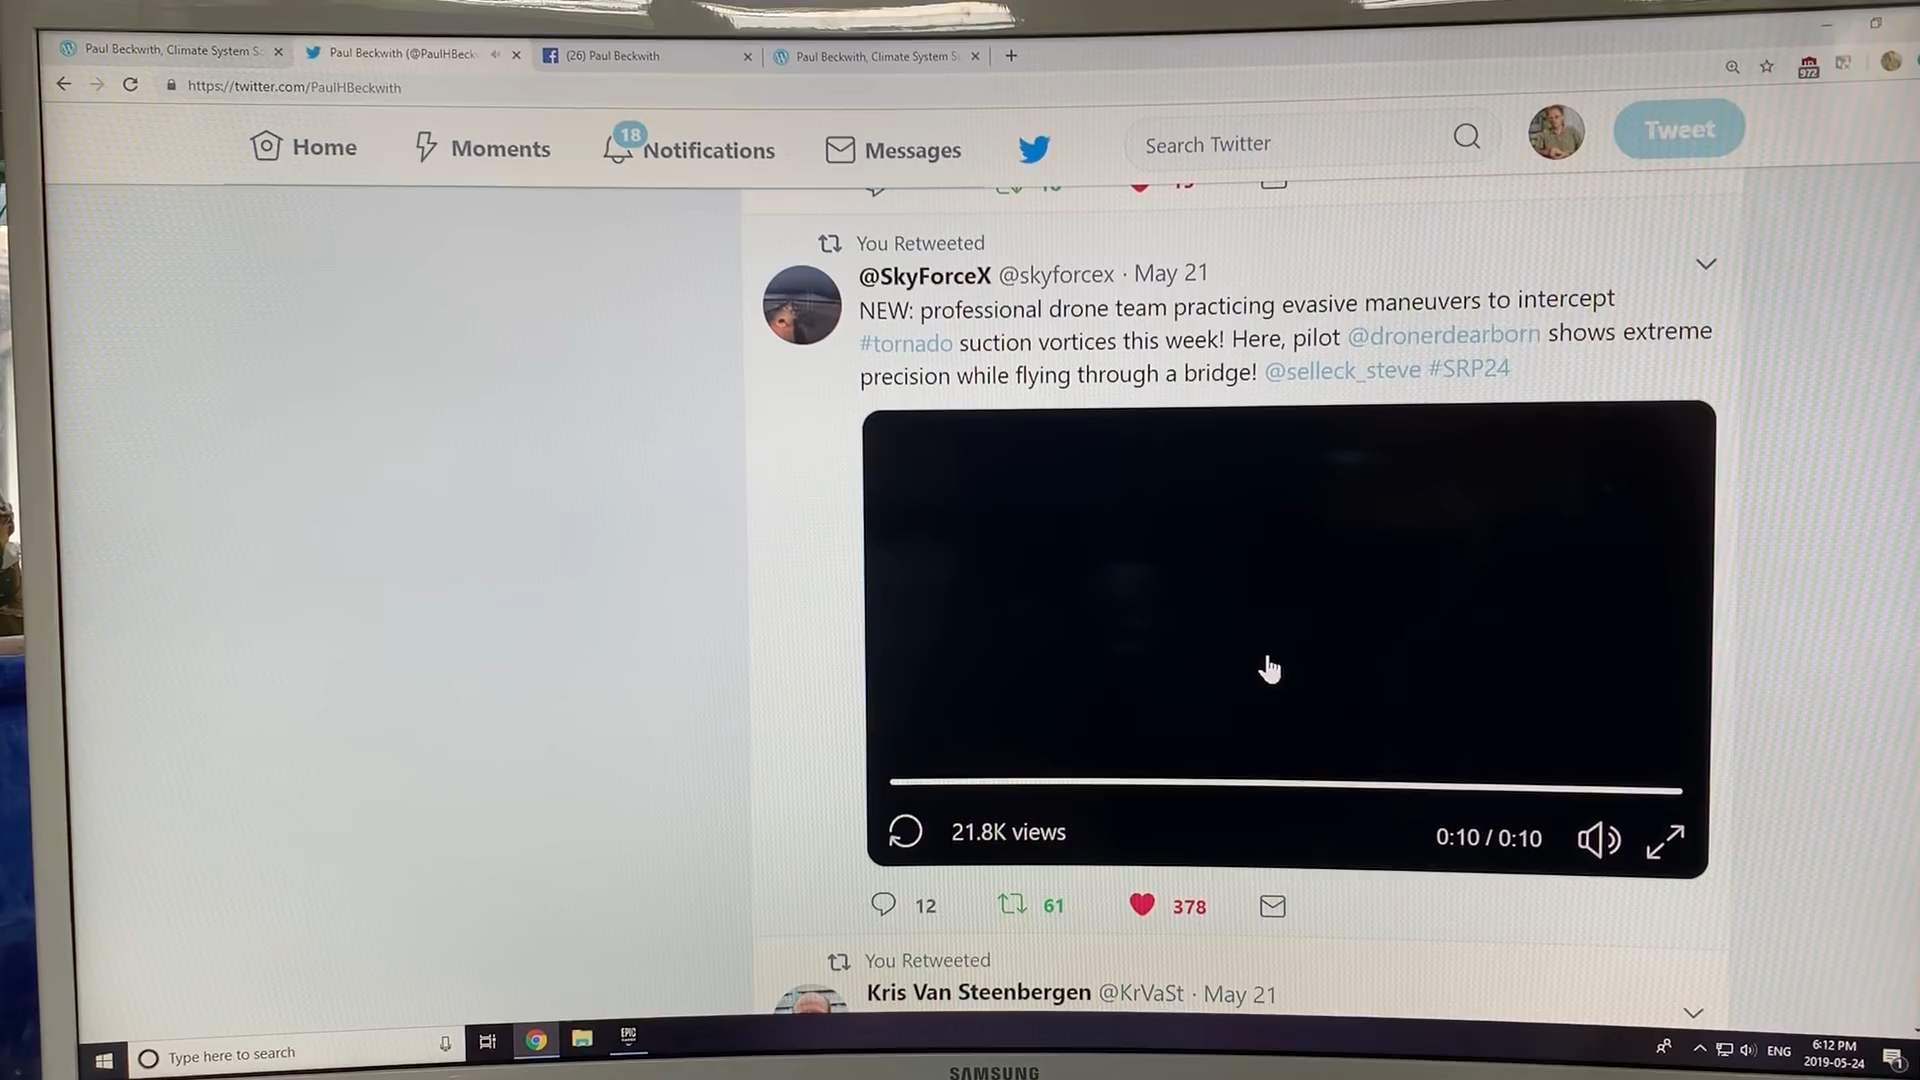 Paul Beckwith, Climate System S
Paul Beckwith (@PaulHBeck
(26) Paul Beckwith
Paul Beckwith, Climate System S
https://twitter.com/PaulHBeckwith
972
Home
Moments
18
Notifications
Messages
Search Twitter
Tweet
You Retweeted
@SkyForceX @skyforcex · May 21
NEW: professional drone team practicing evasive maneuvers to intercept
#tornado suction vortices this week! Here, pilot @dronerdearborn shows extreme
precision while flying through a bridge! @selleck_steve #SRP24
21.8K views
0:10 / 0:10
12
61
378
You Retweeted
Kris Van Steenbergen @KrVaSt · May 21
Type here to search
EPIC
ENG
6:12 PM
2019-05-24
1
SAMSUNG